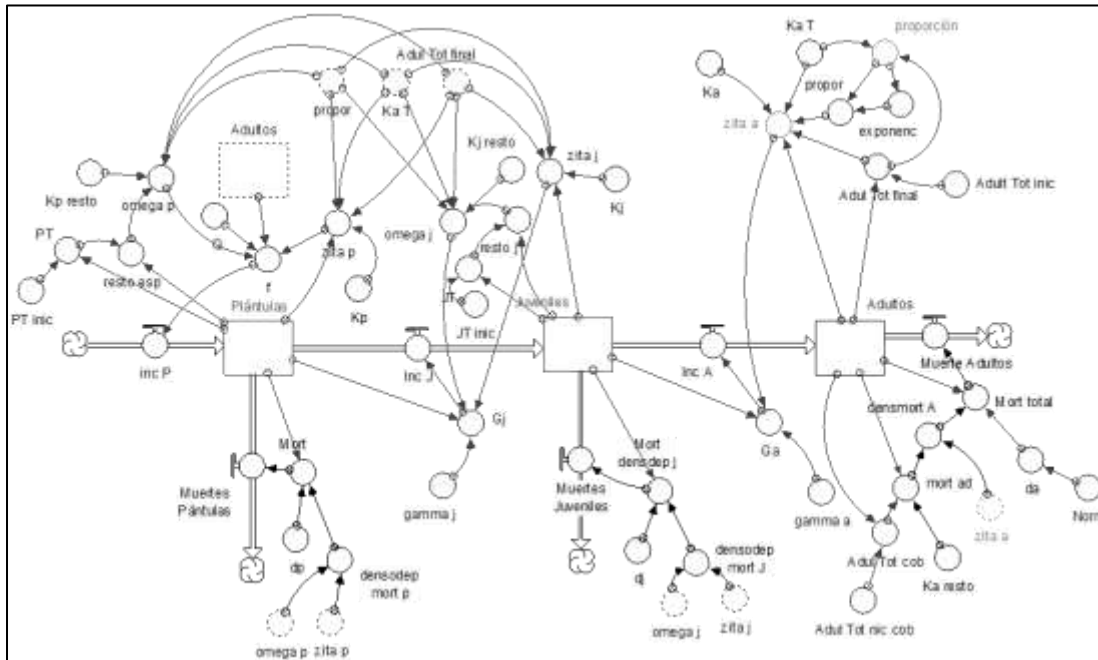 Ka T
proporción
Adul Tot final
Ka
propor
propor
Ka T
exponenc
zita a
Adultos
Kj resto
zita j
Kp resto
omega p
Adul Tot final
Adult Tot inic
Kj
PT
G
zita p
omega j
resto j
resto asp
f
Plántulas
JT
Juveniles
Adultos
PT inic
Kp
JT inic
inc P
Inc J
Inc A
Muerte Adultos
Gj
densmort A
Mort total
Mort
Mort
densdep j
Ga
Muertes
Plántulas
Muertes
Juveniles
mort ad
da
Norm
gamma j
gamma a
zita a
dp
densodep
mort p
dj
densodep
mort J
Adul Tot cob
Ka resto
omega p
zita p
omega j
zita j
Adul Tot nic cob